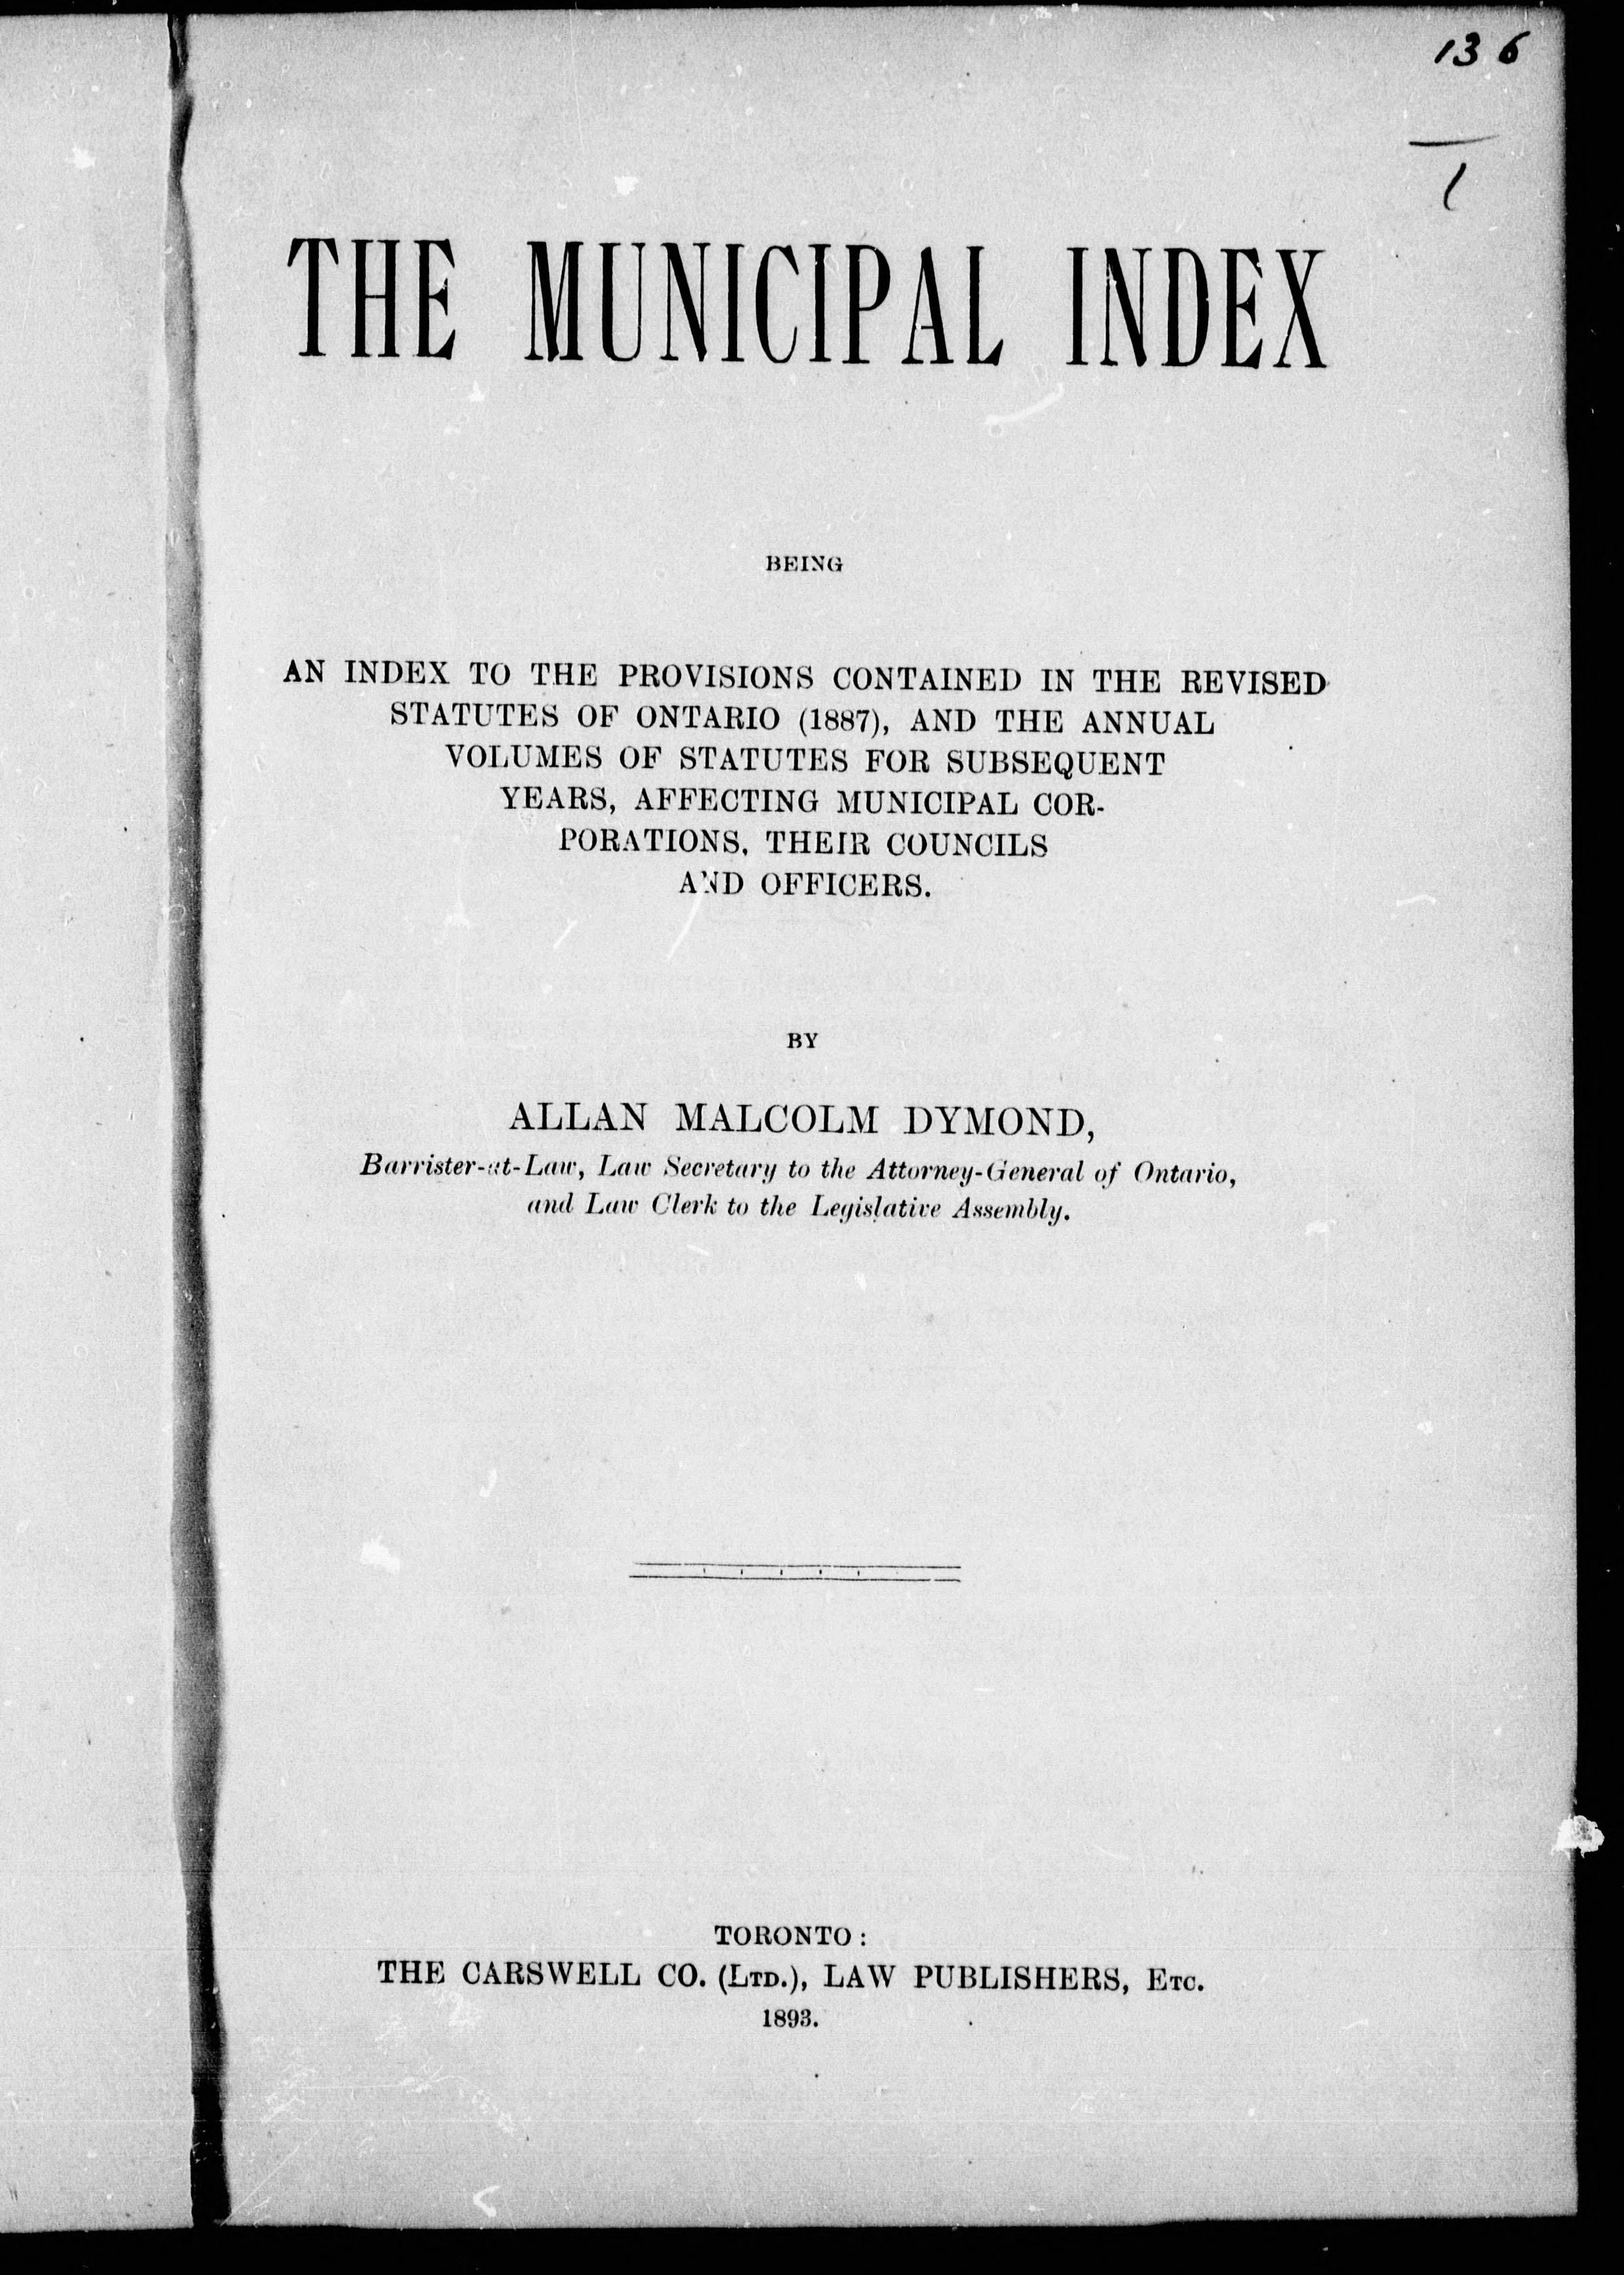 136
1
THE MUNICIPAL INDEX
BEING
AN INDEX TO THE PROVISIONS CONTAINED IN THE REVISED
STATUTES OF ONTARIO (1887), AND THE ANNUAL
VOLUMES OF STATUTES FOR SUBSEQUENT
YEARS, AFFECTING MUNICIPAL COR-
PORATIONS, THEIR COUNCILS
AND OFFICERS.
BY
ALLAN MALCOLM DYMOND,
Barrister-at-Law, Law Secretary to the Attorney-General of Ontario,
and Law Clerk to the Legislative Assembly.
TORONTO:
THE CARSWELL CO. (LTD.), LAW PUBLISHERS, ETC.
1893.